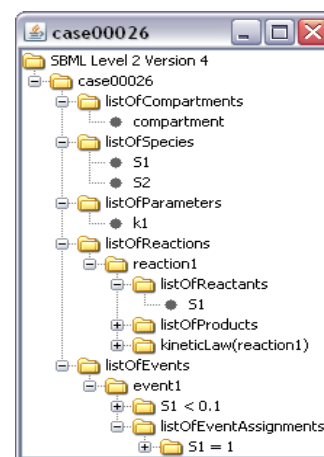 case00026
SBML Level 2 Version 4
case00026
listOfCompartments
compartment
listOfSpecies
S1
S2
listOfParameters
k1
listOfReactions
reaction1
listOfReactants
S1
listOfProducts
kineticLaw(reaction1)
listOfEvents
event1
S1 < 0.1
listOfEventAssignments
S1 = 1